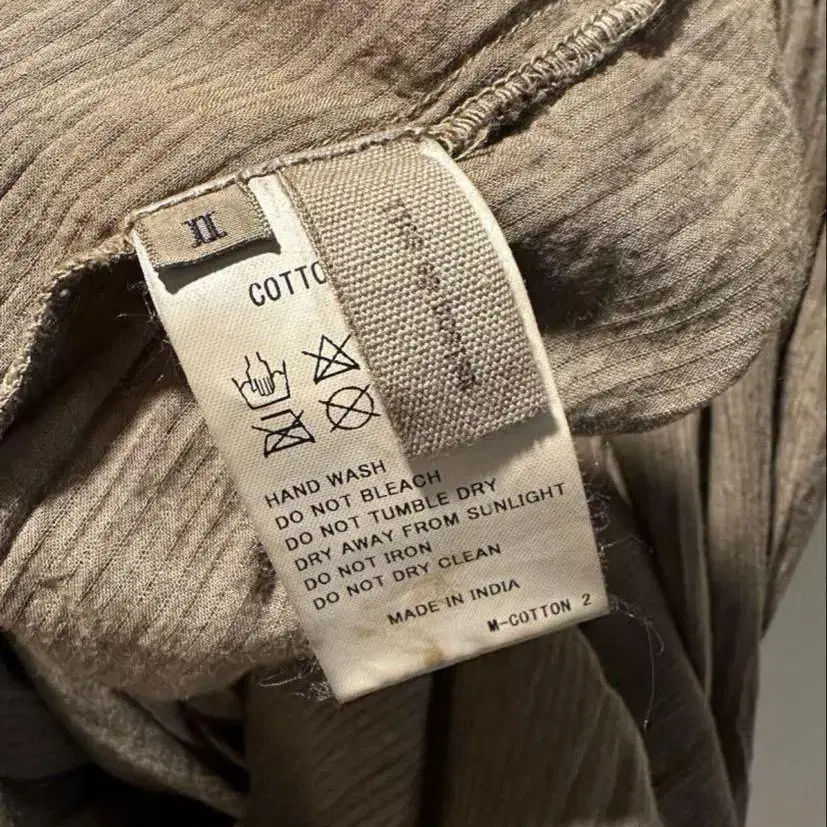 II
COTTO
HAND WASH
DO NOT BLEACH
DO NOT TUMBLE DRY
DRY AWAY FROM SUNLIGHT
DO NOT IRON
DO NOT DRY CLEAN
MADE IN INDIA
M-COTTON 2